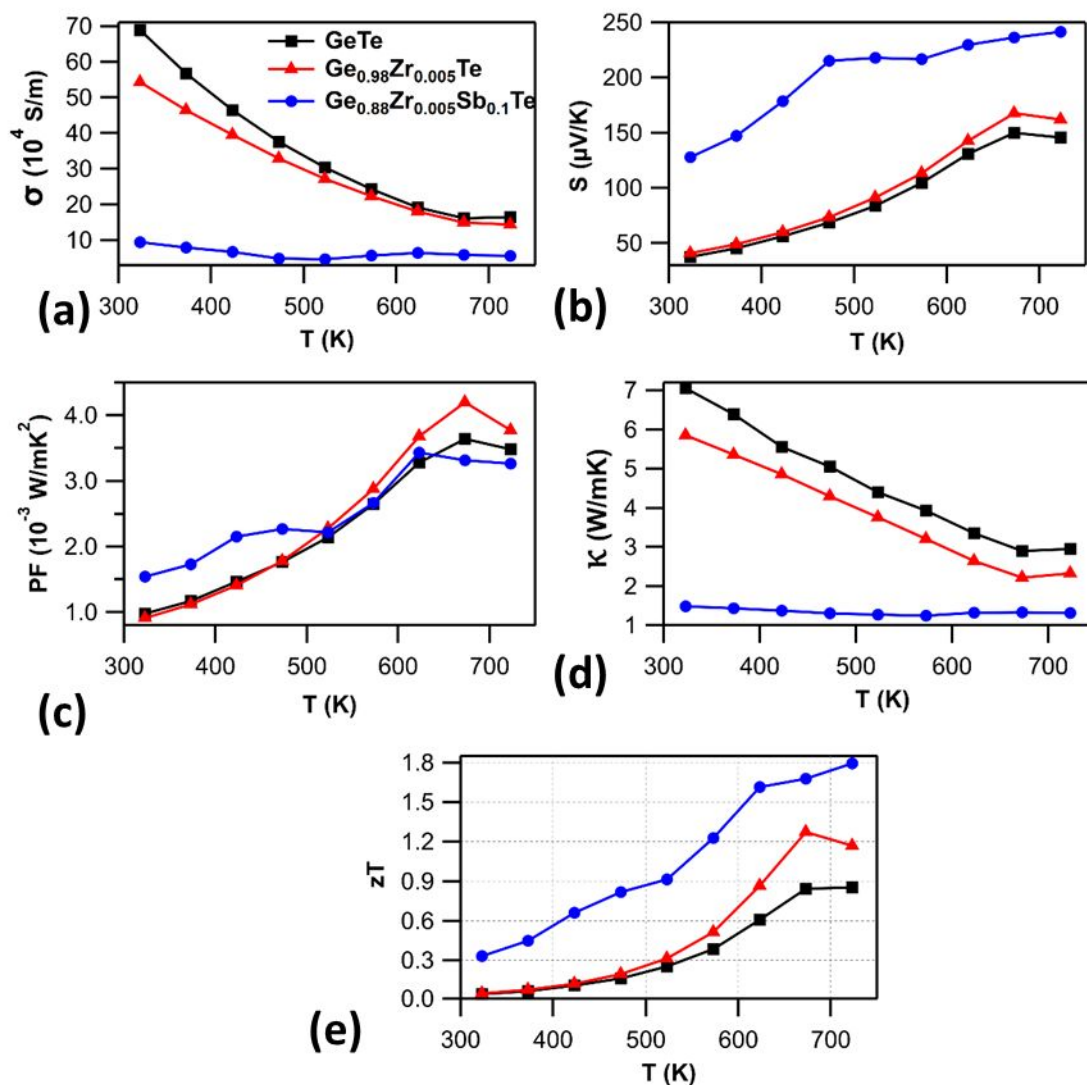 70
60
50
40
30
20
10
σ (10⁴ S/m)
GeTe
Ge₀.₉₈Zr₀.₀₀₅Te
Ge₀.₈₈Zr₀.₀₀₅Sb₀.₁Te
300 400 500 600 700
T (K)
(a)
250
200
150
100
50
S (µV/K)
300 400 500 600 700
T (K)
(b)
4.0
3.0
2.0
1.0
PF (10⁻³ W/mK²)
300 400 500 600 700
T (K)
(c)
7
6
5
4
3
2
1
κ (W/mK)
300 400 500 600 700
T (K)
(d)
1.8
1.5
1.2
0.9
0.6
0.3
0.0
zT
300 400 500 600 700
T (K)
(e)